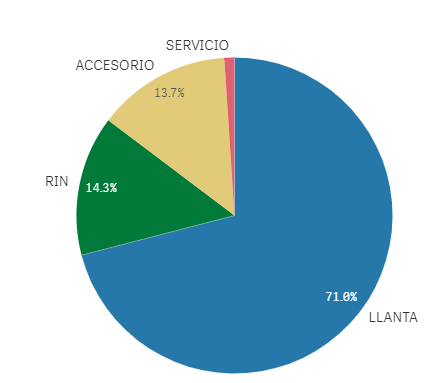 SERVICIO
ACCESORIO
13.7%
RIN
14.3%
71.0%
LLANTA